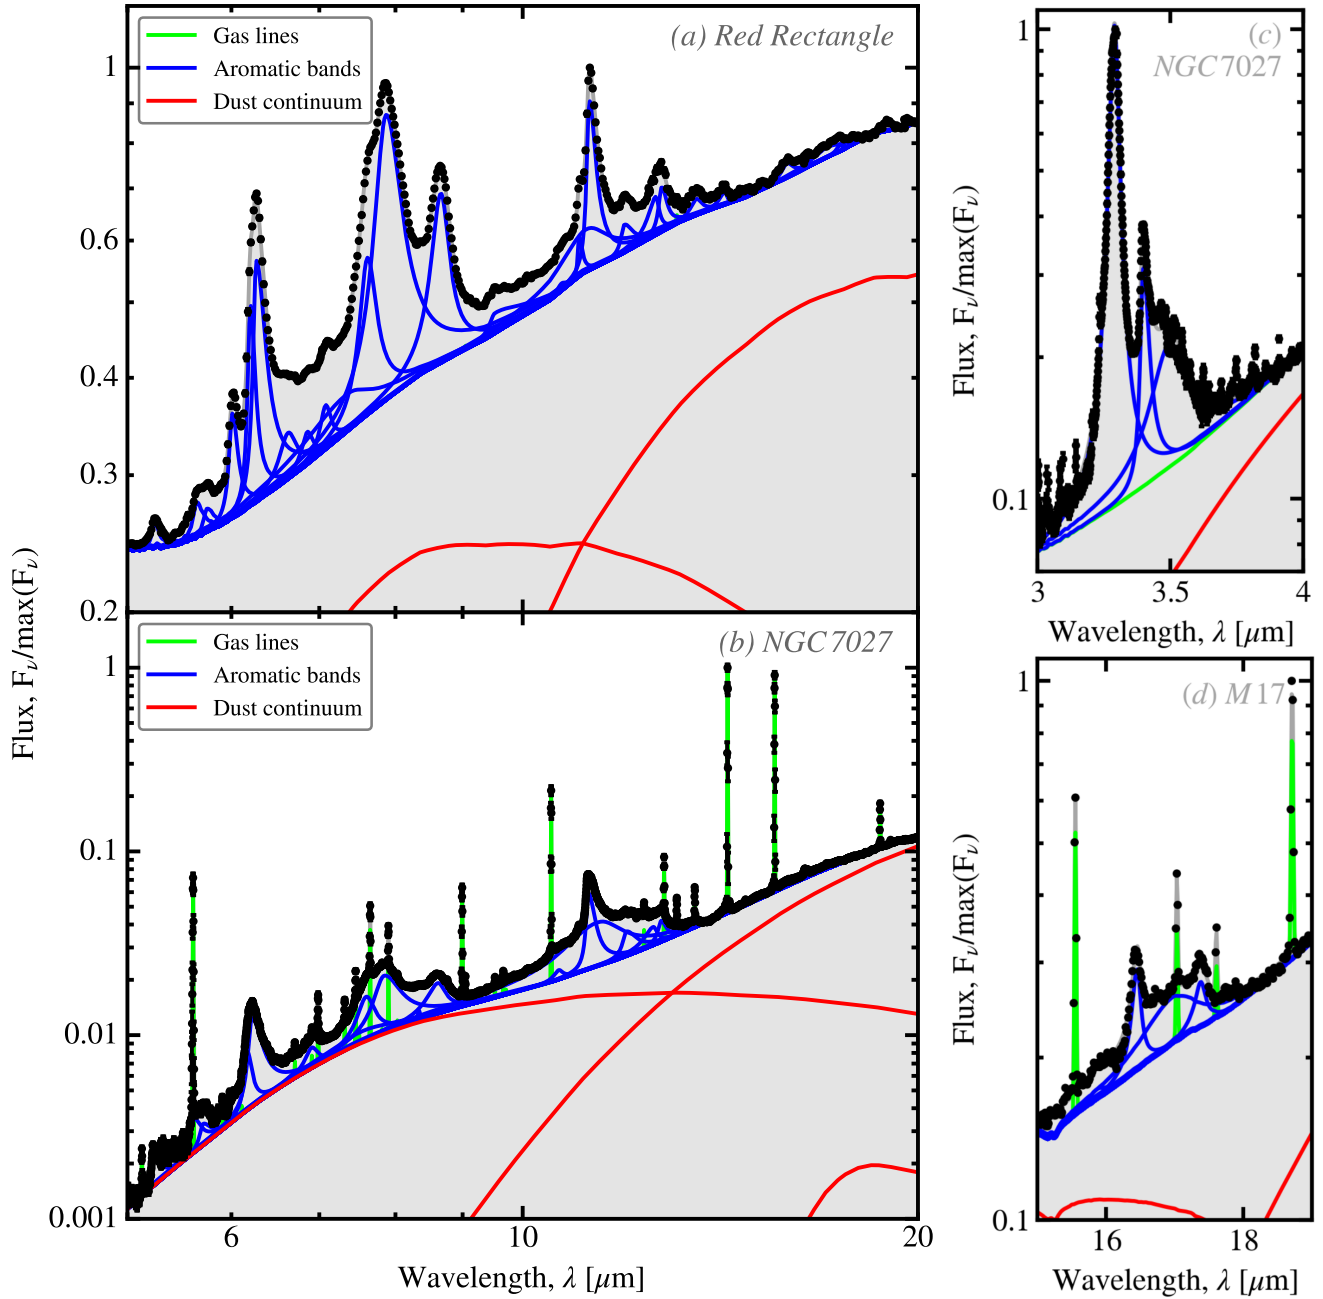 Gas lines
Aromatic bands
Dust continuum
(a) Red Rectangle
1
0.6
0.4
0.3
0.2
Flux, Fν/max(Fν)
Gas lines
Aromatic bands
Dust continuum
(b) NGC 7027
1
0.1
0.01
0.001
6
10
20
Wavelength, λ [μm]
(c)
NGC 7027
1
0.1
Flux, Fν/max(Fν)
3
3.5
4
Wavelength, λ [μm]
(d) M 17
1
0.1
Flux, Fν/max(Fν)
16
18
Wavelength, λ [μm]